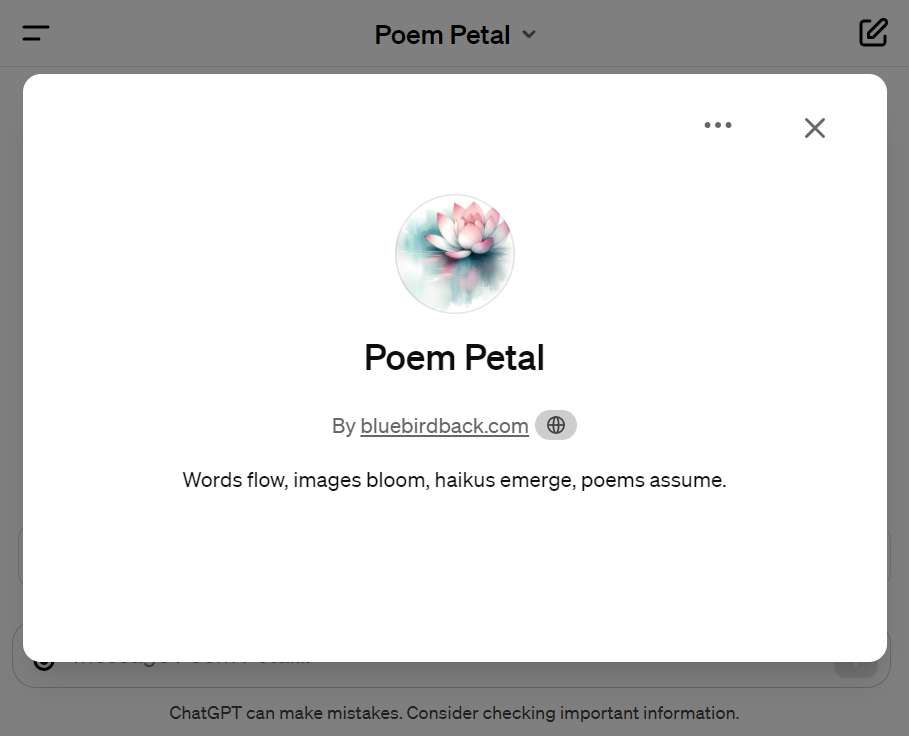 Poem Petal
Poem Petal
By bluebirdback.com
Words flow, images bloom, haikus emerge, poems assume.
ChatGPT can make mistakes. Consider checking important information.